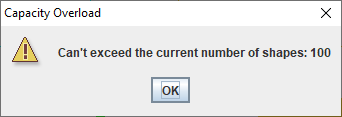 Capacity Overload
Can't exceed the current number of shapes: 100
OK